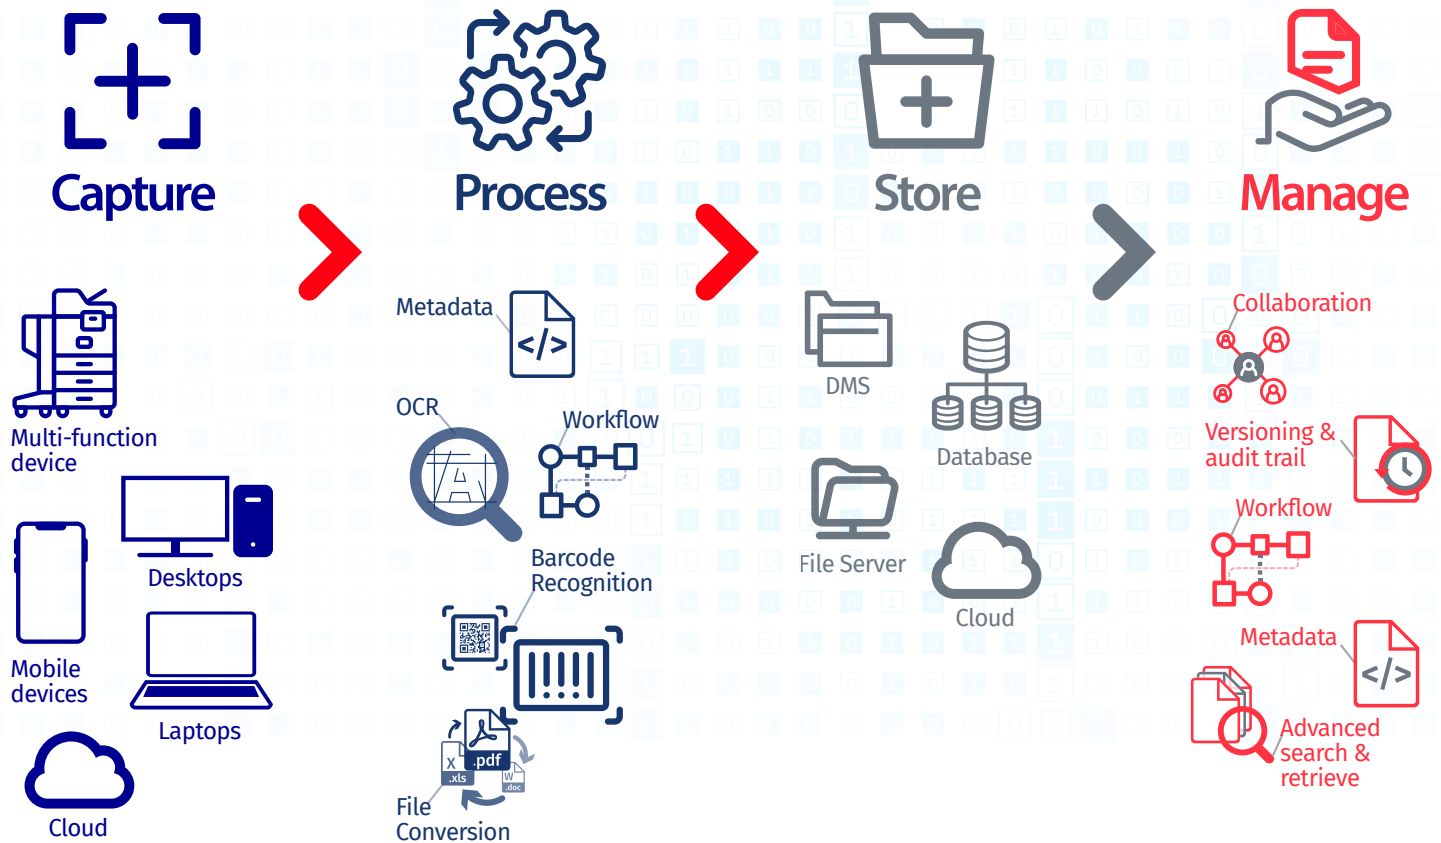 Capture
Process
Store
Manage
Multi-function
device
Desktops
Mobile
devices
Laptops
Cloud
Metadata
</>
OCR
A
Workflow
Barcode
Recognition
.pdf
X
.xls
W
.doc
File
Conversion
DMS
Database
File Server
Cloud
Collaboration
Versioning &
audit trail
Workflow
Metadata
</>
Advanced
search &
retrieve